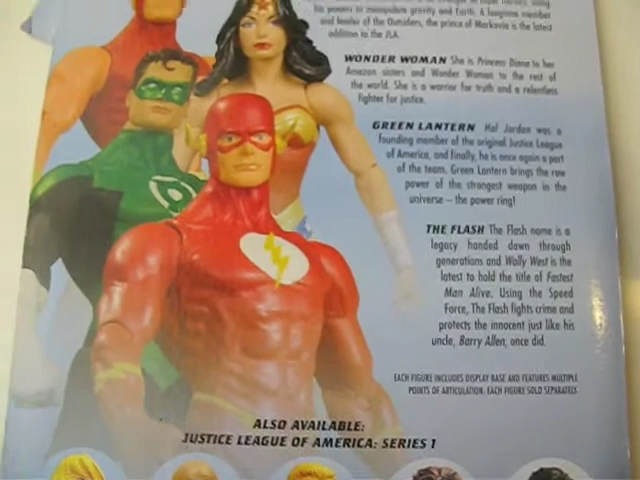 his powers to manipulate gravity and Earth. A longtime member
and leader of the Outsiders, the prince of Markovia is the latest
addition to the JLA.
WONDER WOMAN She is Princess Diana to her
Amazon sisters and Wonder Woman to the rest of
the world. She is a warrior for truth and a relentless
fighter for justice.
GREEN LANTERN Hal Jordan was a
founding member of the original Justice League
of America, and finally, he is once again a part
of the team. Green Lantern brings the raw
power of the strongest weapon in the
universe – the power ring!
THE FLASH The Flash name is a
legacy handed down through
generations and Wally West is the
latest to hold the title of Fastest
Man Alive. Using the Speed
Force, The Flash fights crime and
protects the innocent just like his
uncle, Barry Allen, once did.
EACH FIGURE INCLUDES DISPLAY BASE AND FEATURES MULTIPLE
POINTS OF ARTICULATION. EACH FIGURE SOLD SEPARATELY.
ALSO AVAILABLE:
JUSTICE LEAGUE OF AMERICA: SERIES 1